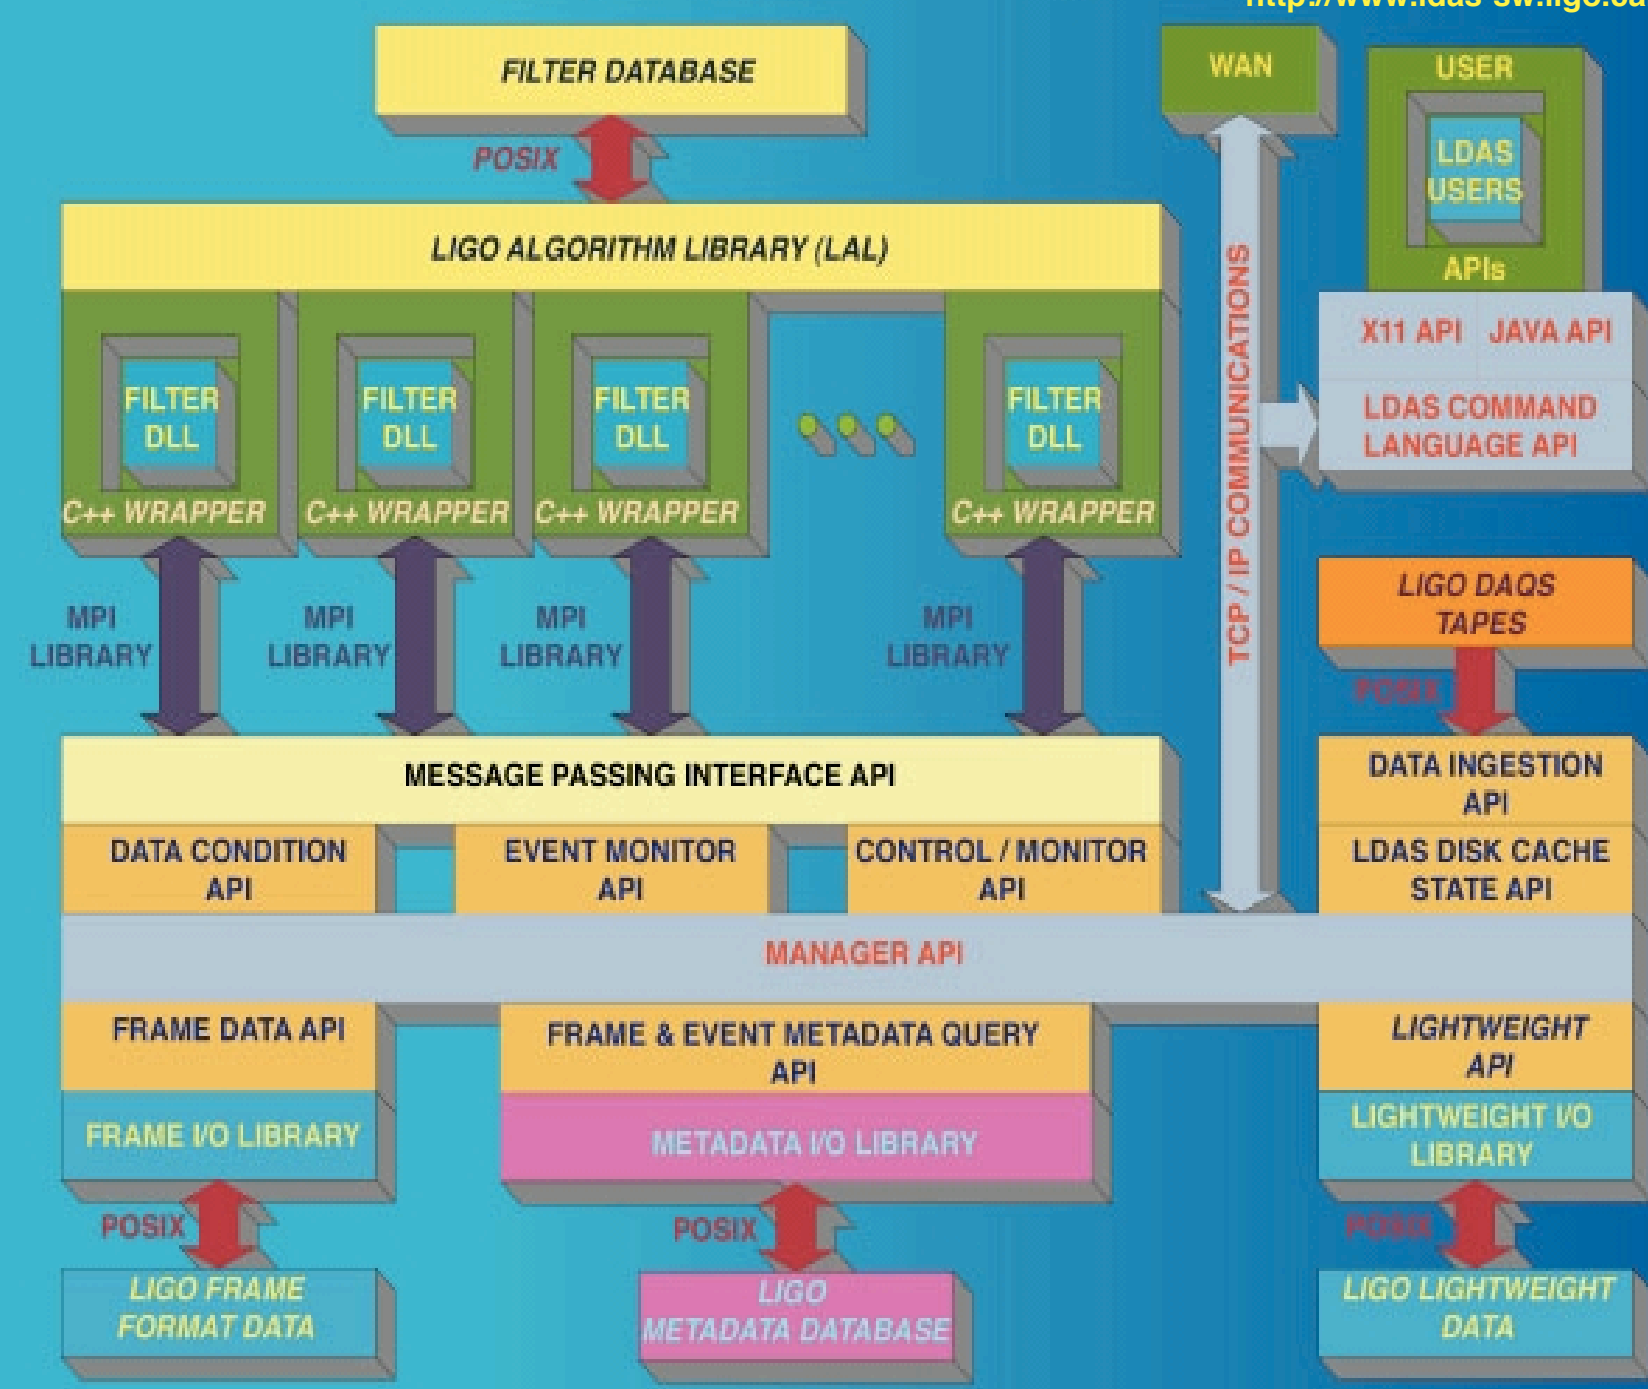 FILTER DATABASE
WAN
USER
LDAS
USERS
APIs
POSIX
LIGO ALGORITHM LIBRARY (LAL)
FILTER
DLL
C++ WRAPPER
FILTER
DLL
C++ WRAPPER
FILTER
DLL
C++ WRAPPER
FILTER
DLL
C++ WRAPPER
TCP / IP COMMUNICATIONS
X11 API
JAVA API
LDAS COMMAND
LANGUAGE API
MPI
LIBRARY
MPI
LIBRARY
MPI
LIBRARY
MPI
LIBRARY
LIGO DAQS
TAPES
POSIX
MESSAGE PASSING INTERFACE API
DATA INGESTION
API
DATA CONDITION
API
EVENT MONITOR
API
CONTROL / MONITOR
API
LDAS DISK CACHE
STATE API
MANAGER API
FRAME DATA API
FRAME & EVENT METADATA QUERY
API
LIGHTWEIGHT
API
FRAME I/O LIBRARY
METADATA I/O LIBRARY
LIGHTWEIGHT I/O
LIBRARY
POSIX
POSIX
POSIX
LIGO FRAME
FORMAT DATA
LIGO
METADATA DATABASE
LIGO LIGHTWEIGHT
DATA